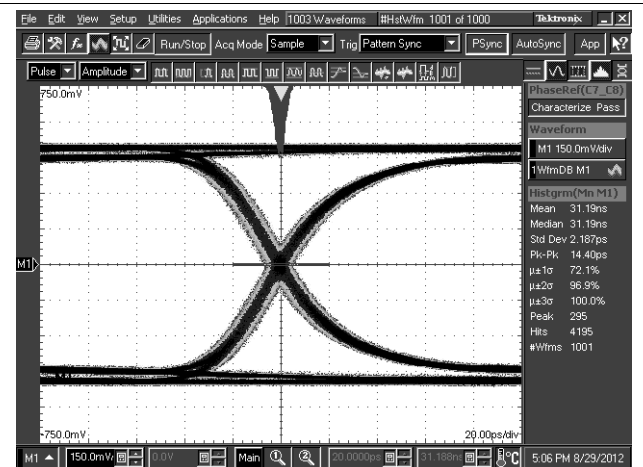 File Edit View Setup Utilities Applications Help 1003 Waveforms #HstWfm 1001 of 1000 Tektronix
Run/Stop Acq Mode Sample Trig Pattern Sync PSync AutoSync App
Pulse Amplitude
750.0mV
PhaseRef(C7_C8)
Characterize Pass
Waveform
M1 150.0mV/div
1WfmDB M1
Histgrm(Mn M1)
Mean 31.19ns
Median 31.19ns
Std Dev 2.187ps
Pk-Pk 14.40ps
µ±1σ 72.1%
µ±2σ 96.9%
µ±3σ 100.0%
Peak 295
Hits 4195
#Wfms 1001
M1
-750.0mV
20.00ps/div
M1 150.0mV/ 0.0V Main 1 2 20.0000ps 31.188n °C 5:06 PM 8/29/2012